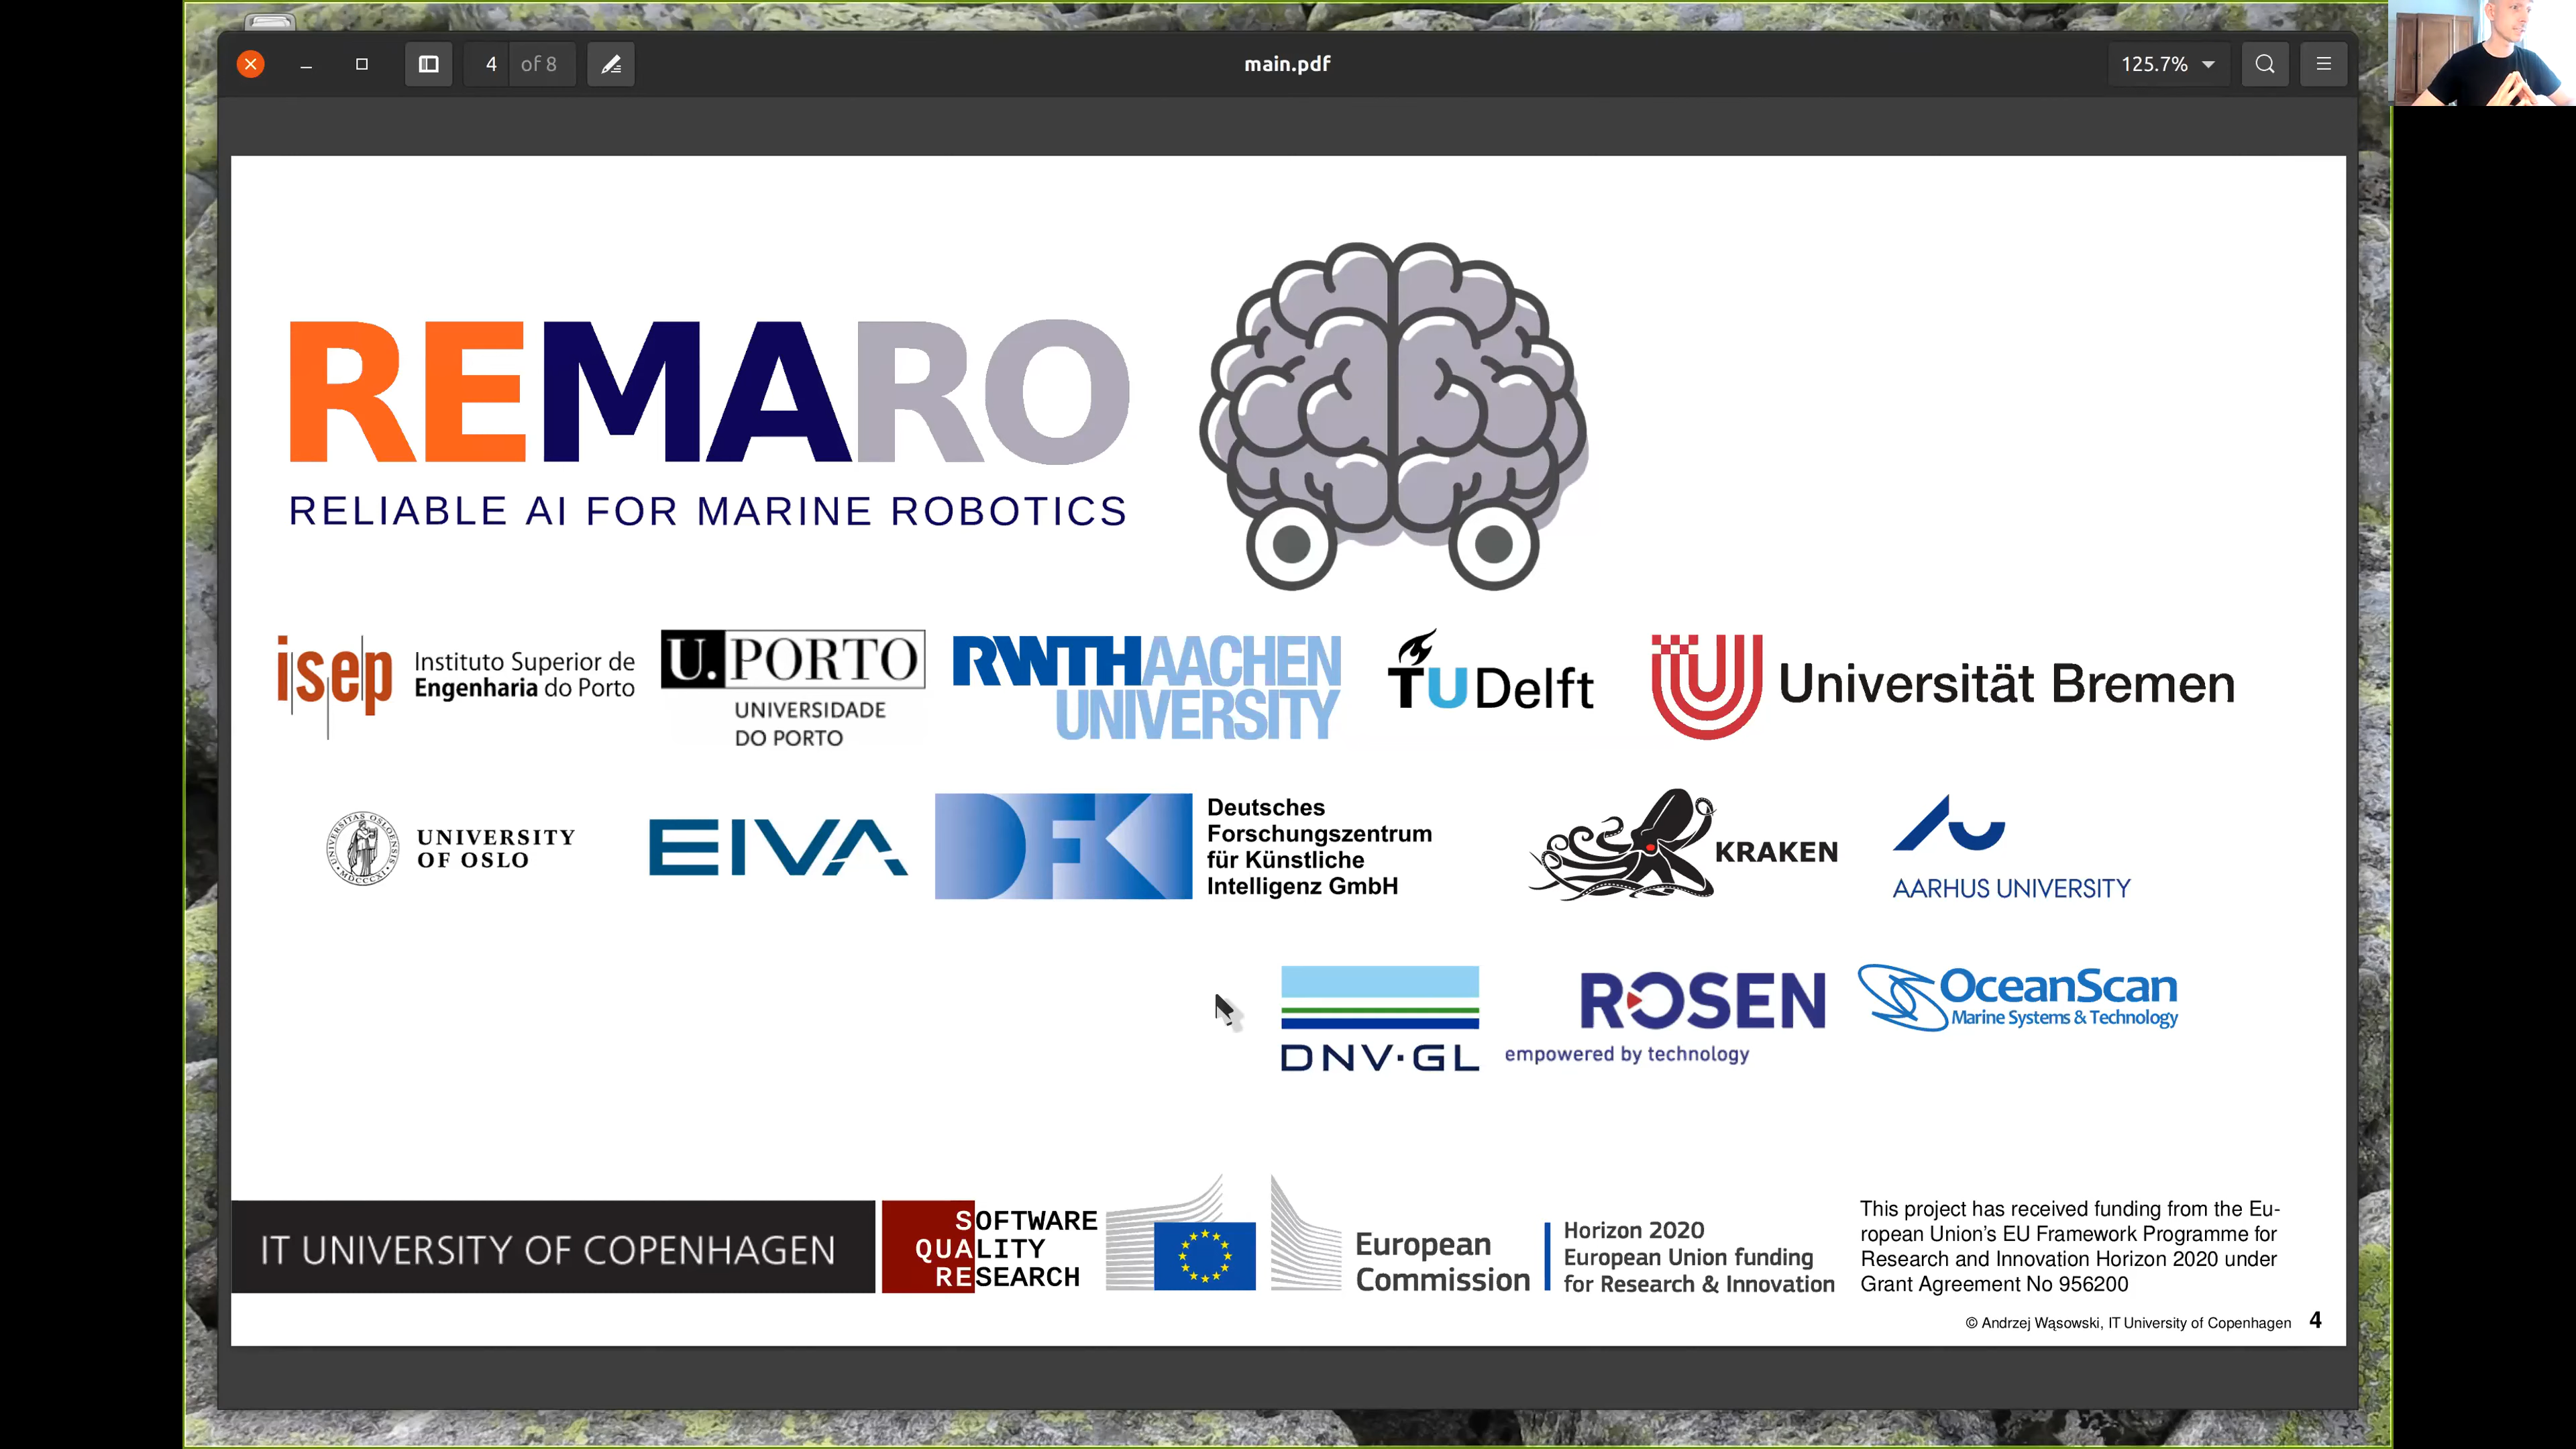 4 of 8
main.pdf
125.7%
REMARO
RELIABLE AI FOR MARINE ROBOTICS
isep
Instituto Superior de
Engenharia do Porto
U. PORTO
UNIVERSIDADE
DO PORTO
RWTHAACHEN
UNIVERSITY
TUDelft
Universität Bremen
UNIVERSITAS OSLOENSIS
MDCCCXI
UNIVERSITY
OF OSLO
EIVA
DFK
Deutsches
Forschungszentrum
für Künstliche
Intelligenz GmbH
KRAKEN
AARHUS UNIVERSITY
DNV·GL
ROSEN
empowered by technology
OceanScan
Marine Systems & Technology
IT UNIVERSITY OF COPENHAGEN
SOFTWARE
QUALITY
RESEARCH
European
Commission
Horizon 2020
European Union funding
for Research & Innovation
This project has received funding from the Eu-
ropean Union’s EU Framework Programme for
Research and Innovation Horizon 2020 under
Grant Agreement No 956200
© Andrzej Wąsowski, IT University of Copenhagen 4